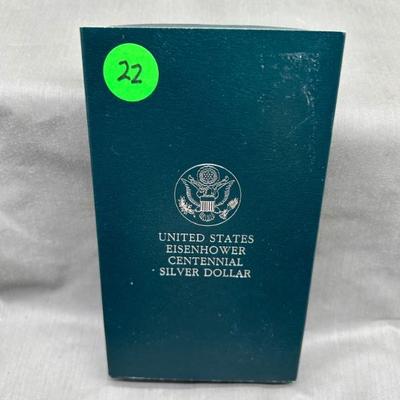 22
UNITED STATES
EISENHOWER
CENTENNIAL
SILVER DOLLAR